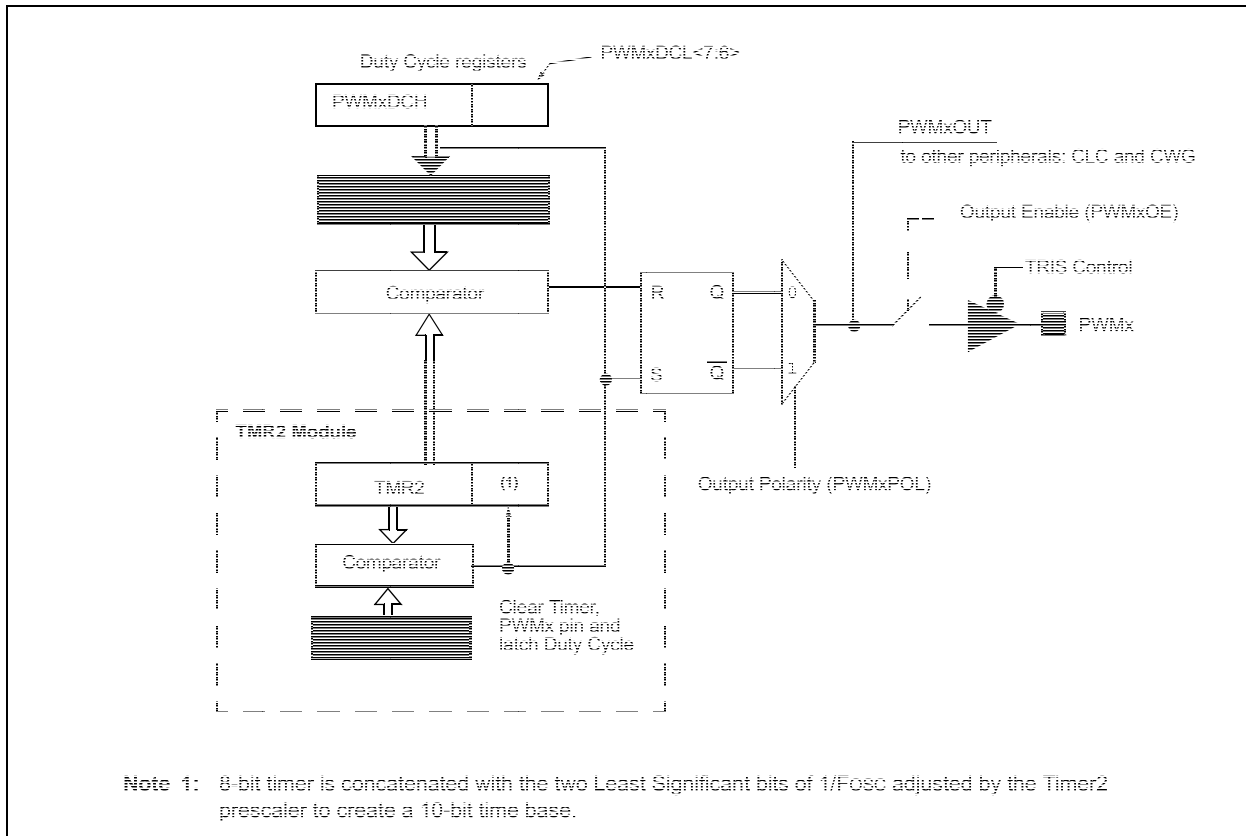 Duty Cycle registers
PWMxDCL<7:6>
PWMxDCH
PWMxOUT
to other peripherals: CLC and CWG
Output Enable (PWMxOE)
TRIS Control
Comparator
R
Q
0
PWMx
S
Q
1
TMR2 Module
Output Polarity (PWMxPOL)
TMR2
(1)
Comparator
Clear Timer,
PWMx pin and
latch Duty Cycle
Note 1: 8-bit timer is concatenated with the two Least Significant bits of 1/FOSC adjusted by the Timer2
prescaler to create a 10-bit time base.